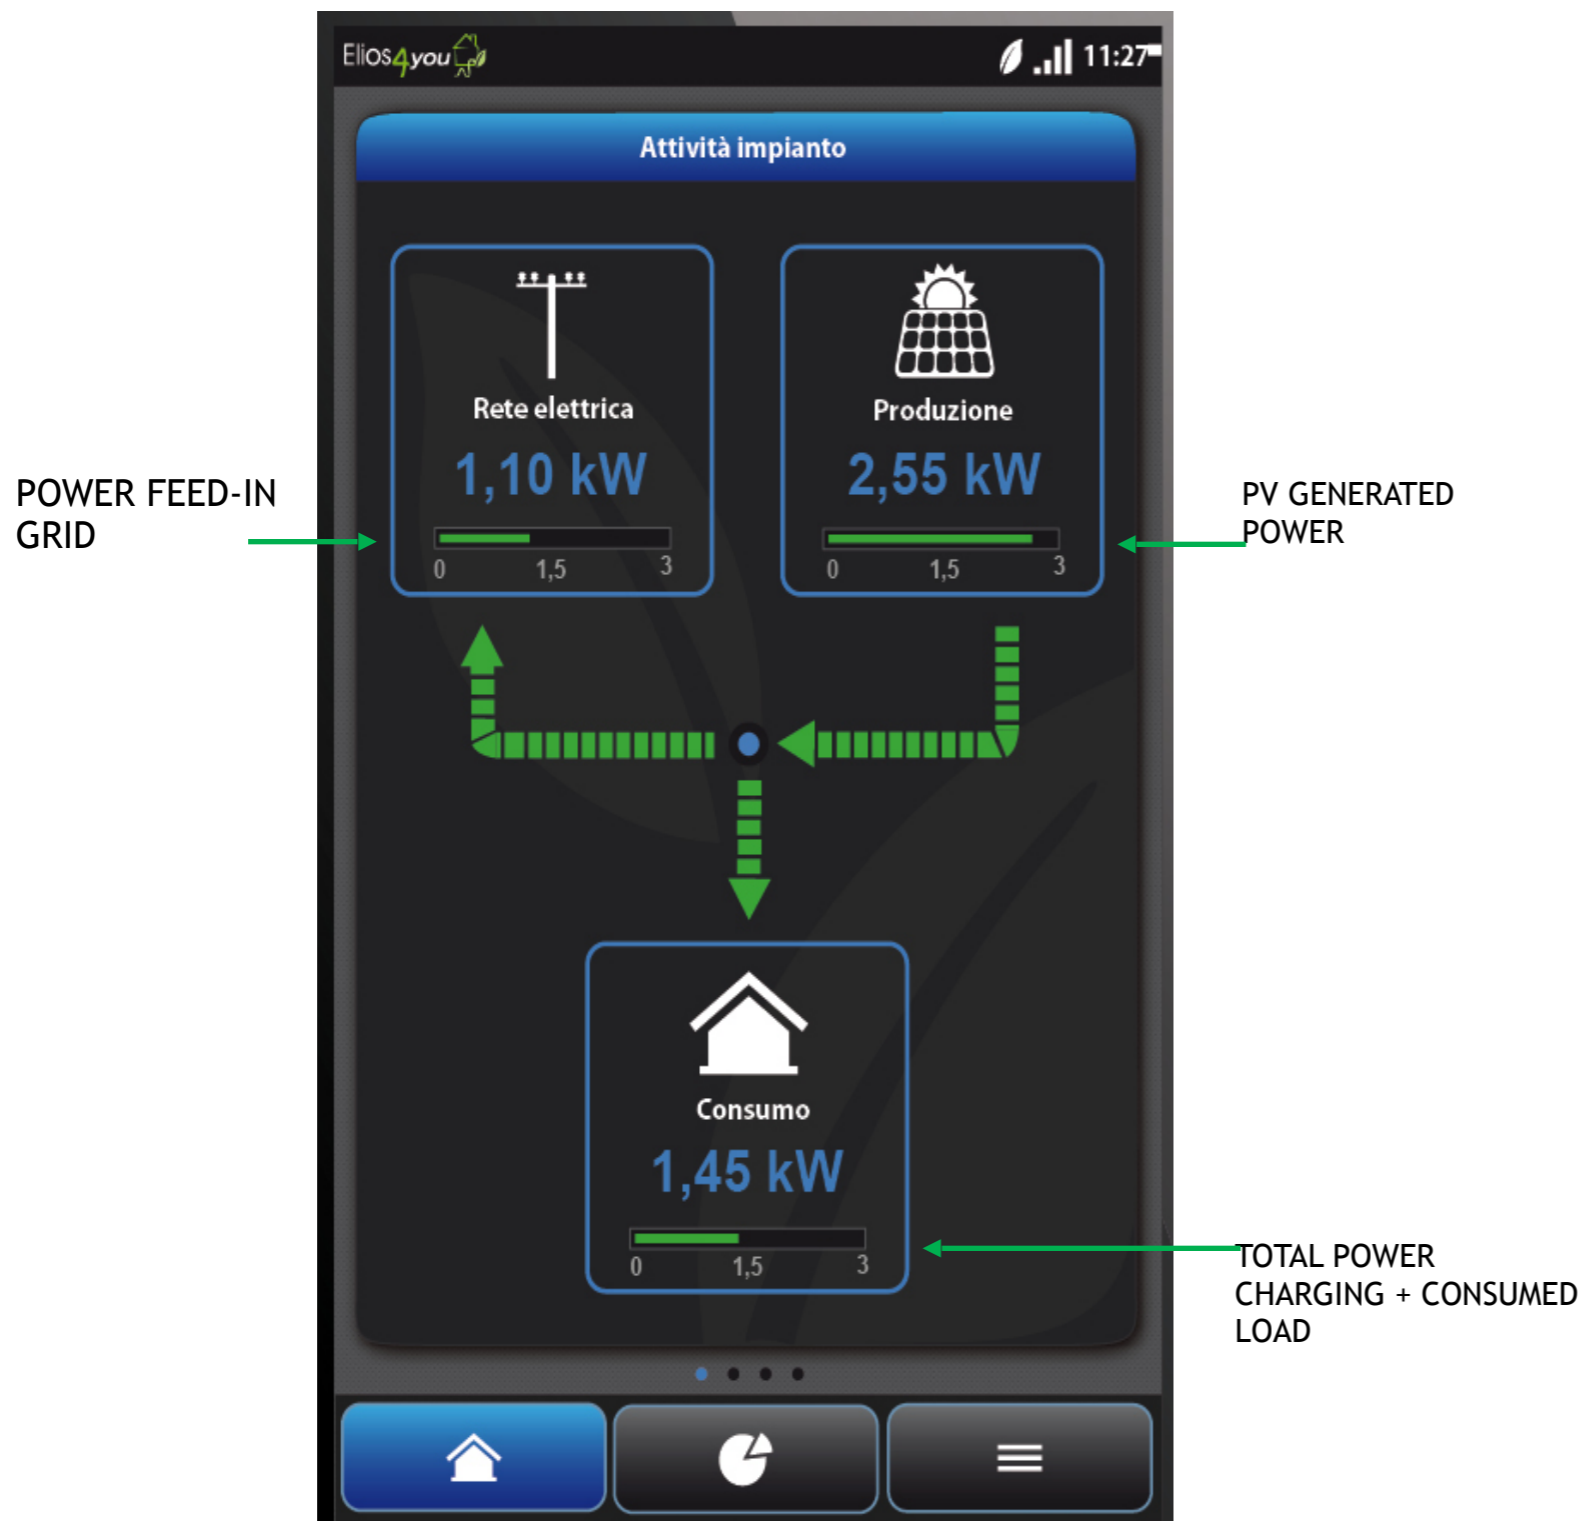 Elios4you
11:27
Attività impianto
Rete elettrica
Produzione
1,10 kW
2,55 kW
POWER FEED-IN
GRID
PV GENERATED
POWER
0 1,5 3
0 1,5 3
Consumo
1,45 kW
0 1,5 3
TOTAL POWER
CHARGING + CONSUMED
LOAD